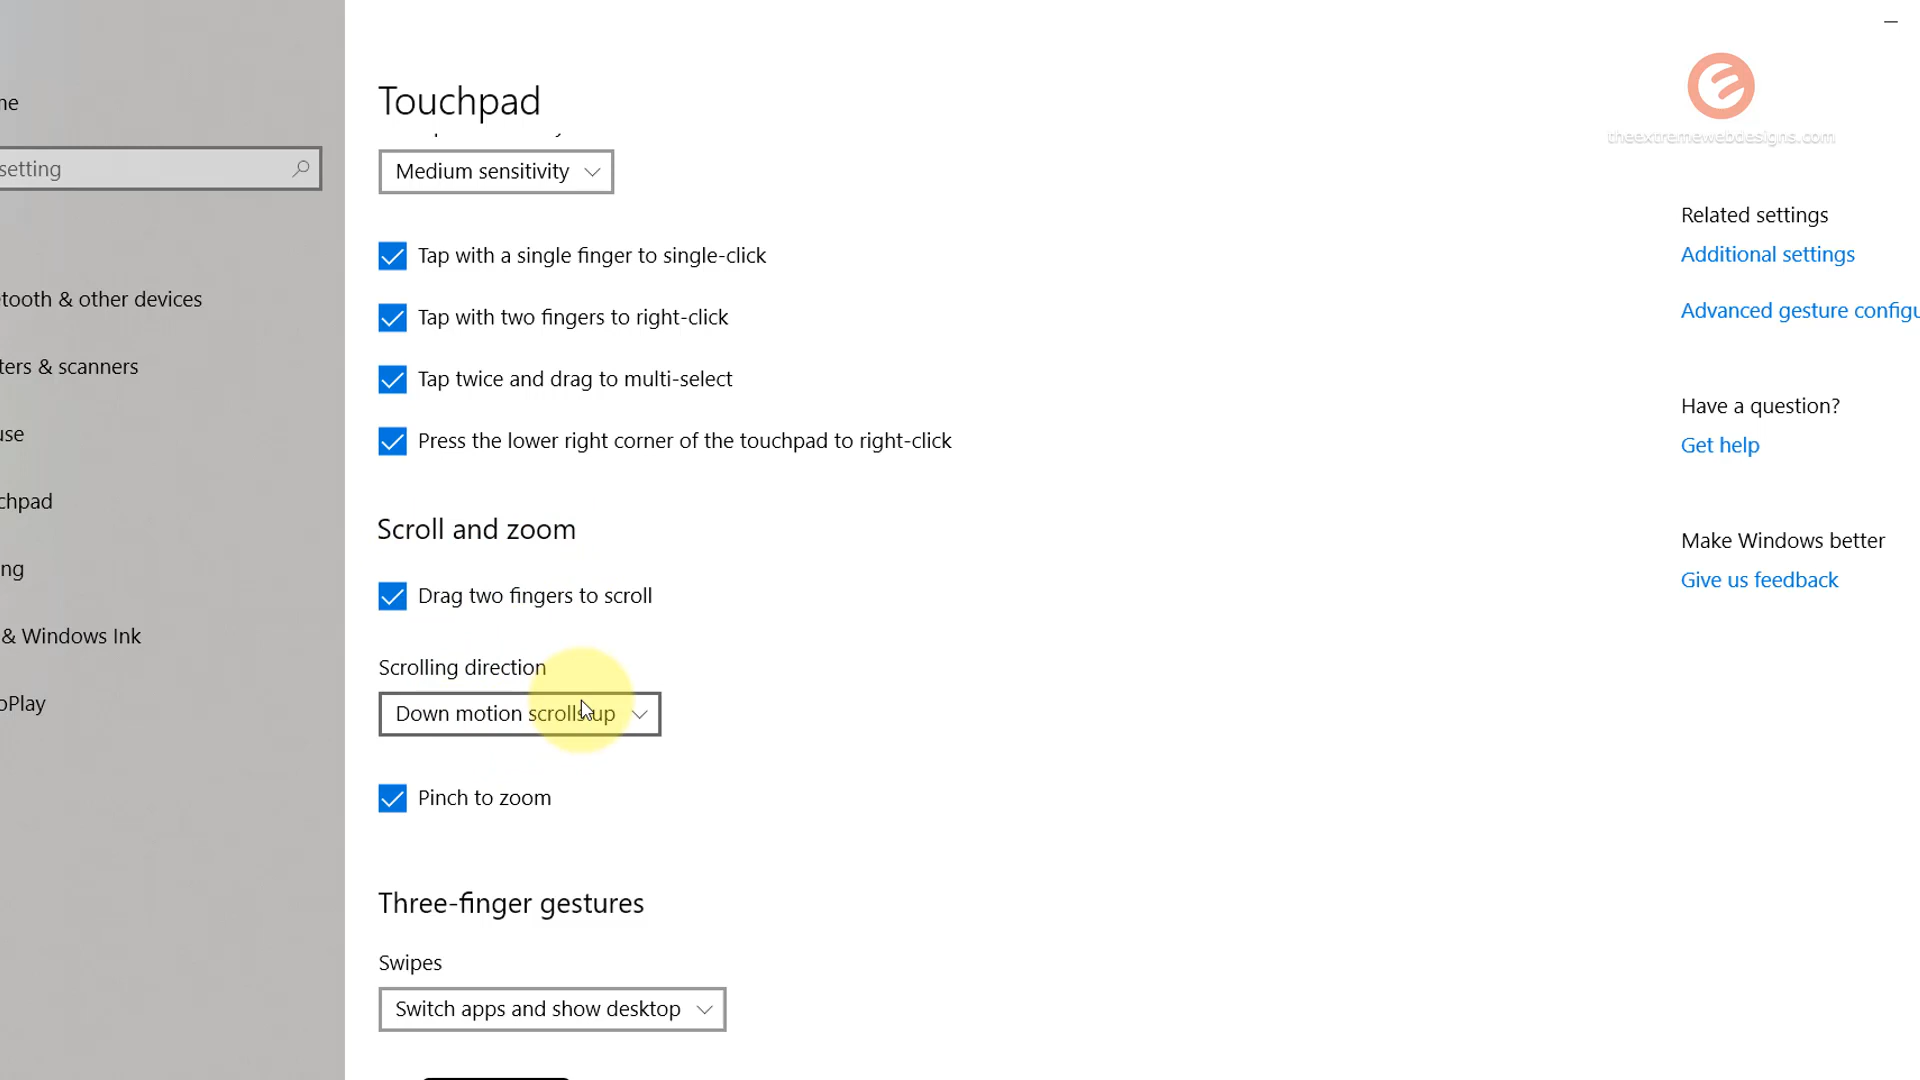 me
setting
Bluetooth & other devices
ters & scanners
use
chpad
ng
& Windows Ink
oPlay
Touchpad
Medium sensitivity
Tap with a single finger to single-click
Tap with two fingers to right-click
Tap twice and drag to multi-select
Press the lower right corner of the touchpad to right-click
Scroll and zoom
Drag two fingers to scroll
Scrolling direction
Down motion scrolls up
Pinch to zoom
Three-finger gestures
Swipes
Switch apps and show desktop
theextremewebdesigns.com
Related settings
Additional settings
Advanced gesture configu
Have a question?
Get help
Make Windows better
Give us feedback